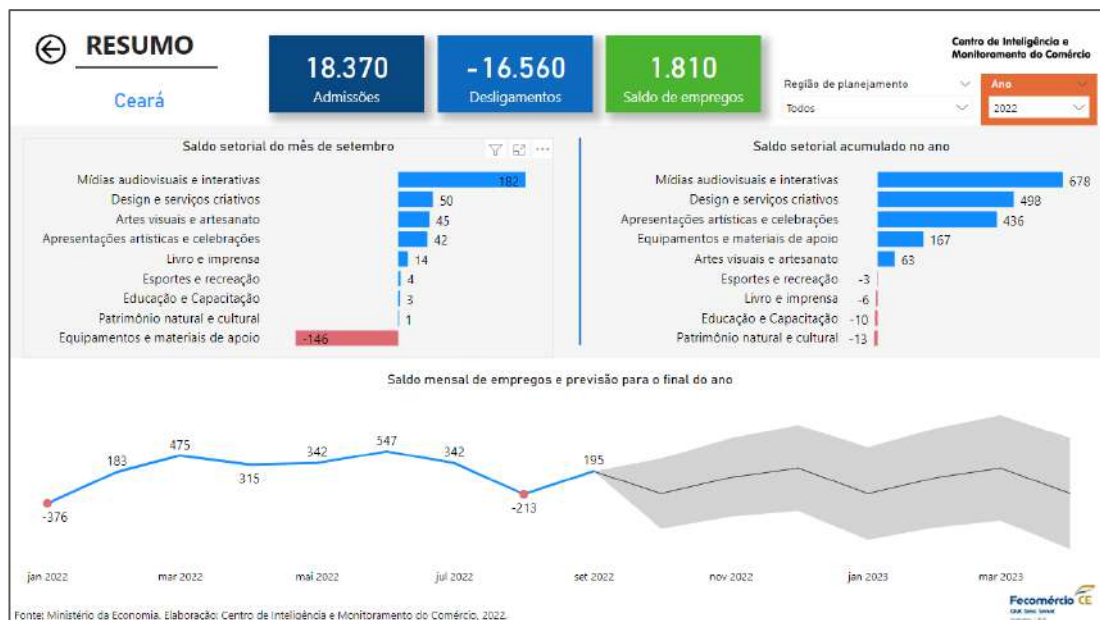 RESUMO
Ceará
18.370
Admissões
-16.560
Desligamentos
1.810
Saldo de empregos
Centro de Inteligência e
Monitoramento do Comércio
Região de planejamento
Todos
Ano
2022
Saldo setorial do mês de setembro
Mídias audiovisuais e interativas 182
Design e serviços criativos 50
Artes visuais e artesanato 45
Apresentações artísticas e celebrações 42
Livro e imprensa 14
Esportes e recreação 4
Educação e Capacitação 3
Patrimônio natural e cultural 1
Equipamentos e materiais de apoio -146
Saldo setorial acumulado no ano
Mídias audiovisuais e interativas 678
Design e serviços criativos 498
Apresentações artísticas e celebrações 436
Equipamentos e materiais de apoio 167
Artes visuais e artesanato 63
Esportes e recreação -3
Livro e imprensa -6
Educação e Capacitação -10
Patrimônio natural e cultural -13
Saldo mensal de empregos e previsão para o final do ano
-376 183 475 315 342 547 342 -213 195
jan 2022 mar 2022 mai 2022 jul 2022 set 2022 nov 2022 jan 2023 mar 2023
Fonte: Ministério da Economia. Elaboração: Centro de Inteligência e Monitoramento do Comércio, 2022.
Fecomércio CE